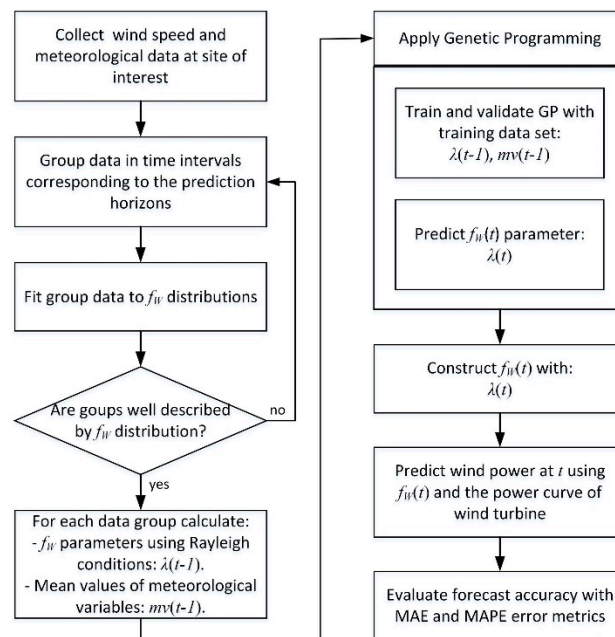 Collect wind speed and
meteorological data at site of
interest
Group data in time intervals
corresponding to the prediction
horizons
Fit group data to fW distributions
Are goups well described
by fW distribution?
no
yes
For each data group calculate:
- fW parameters using Rayleigh
conditions: λ(t-1).
- Mean values of meteorological
variables: mv(t-1).
Apply Genetic Programming
Train and validate GP with
training data set:
λ(t-1), mv(t-1)
Predict fW(t) parameter:
λ(t)
Construct fW(t) with:
λ(t)
Predict wind power at t using
fW(t) and the power curve of
wind turbine
Evaluate forecast accuracy with
MAE and MAPE error metrics